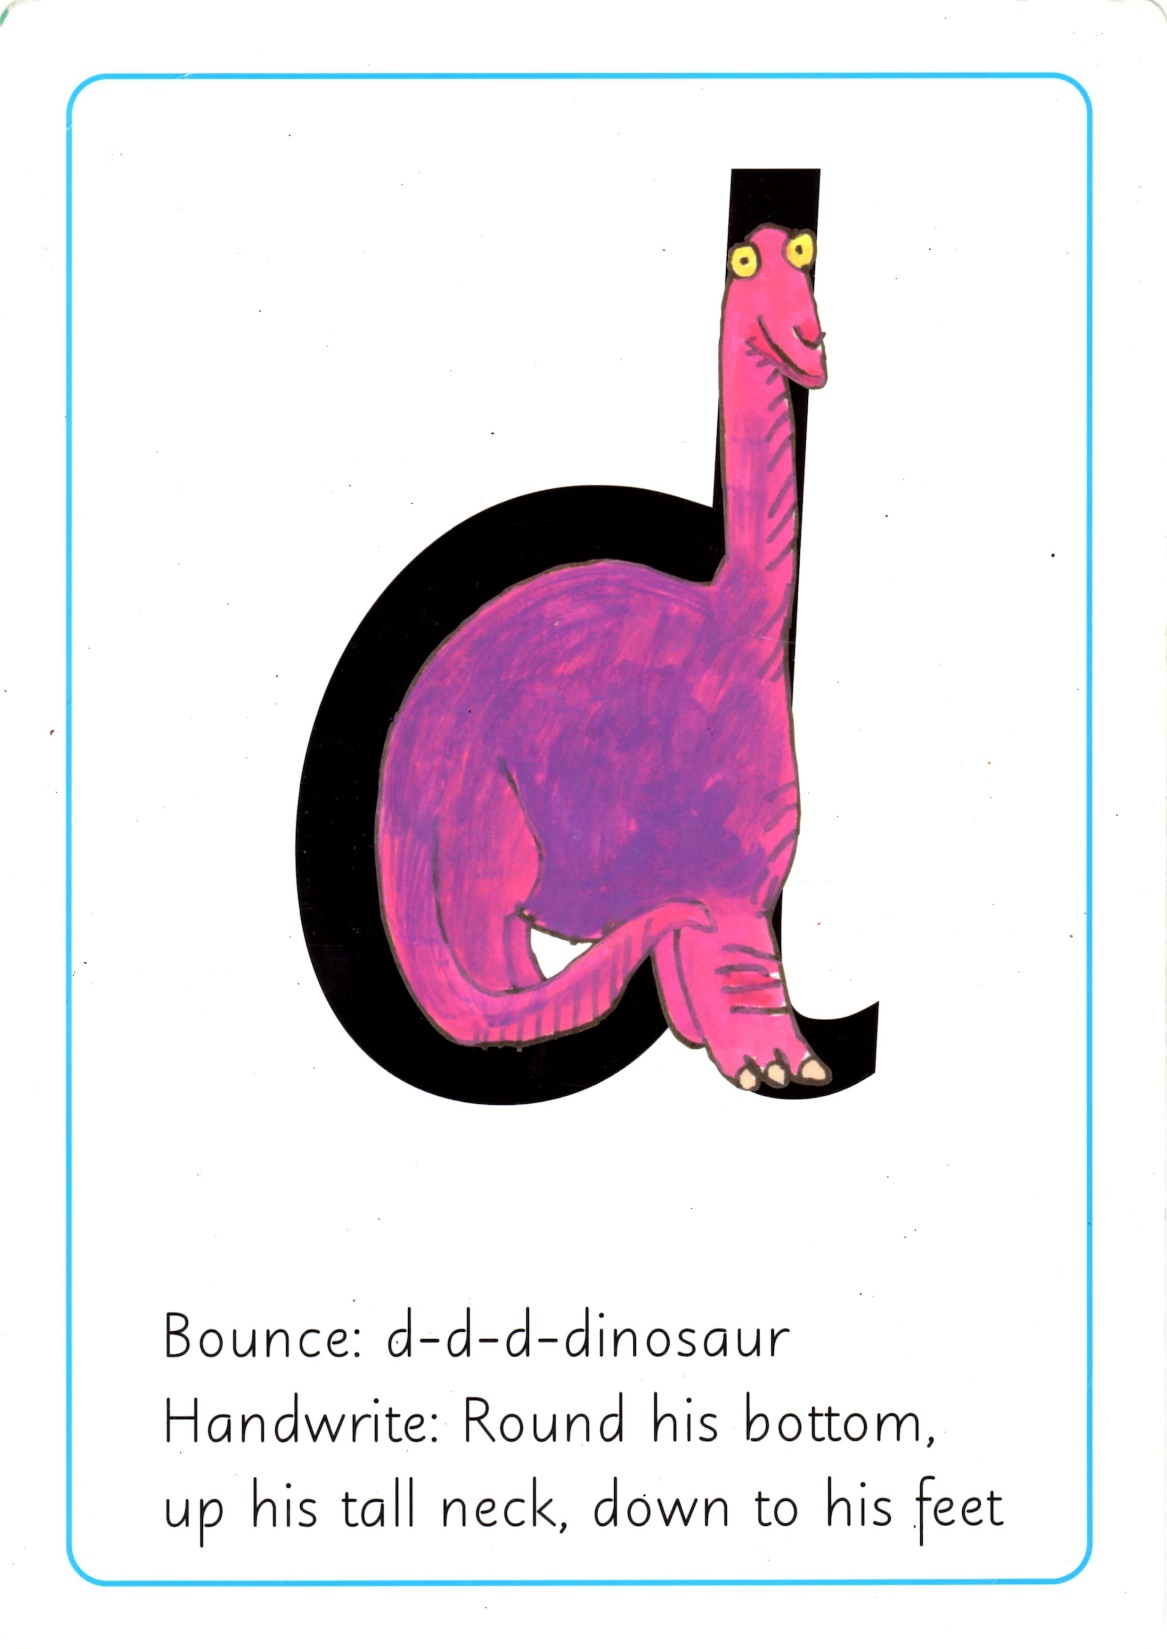 d
Bounce: d-d-d-dinosaur
Handwrite: Round his bottom,
up his tall neck, down to his feet